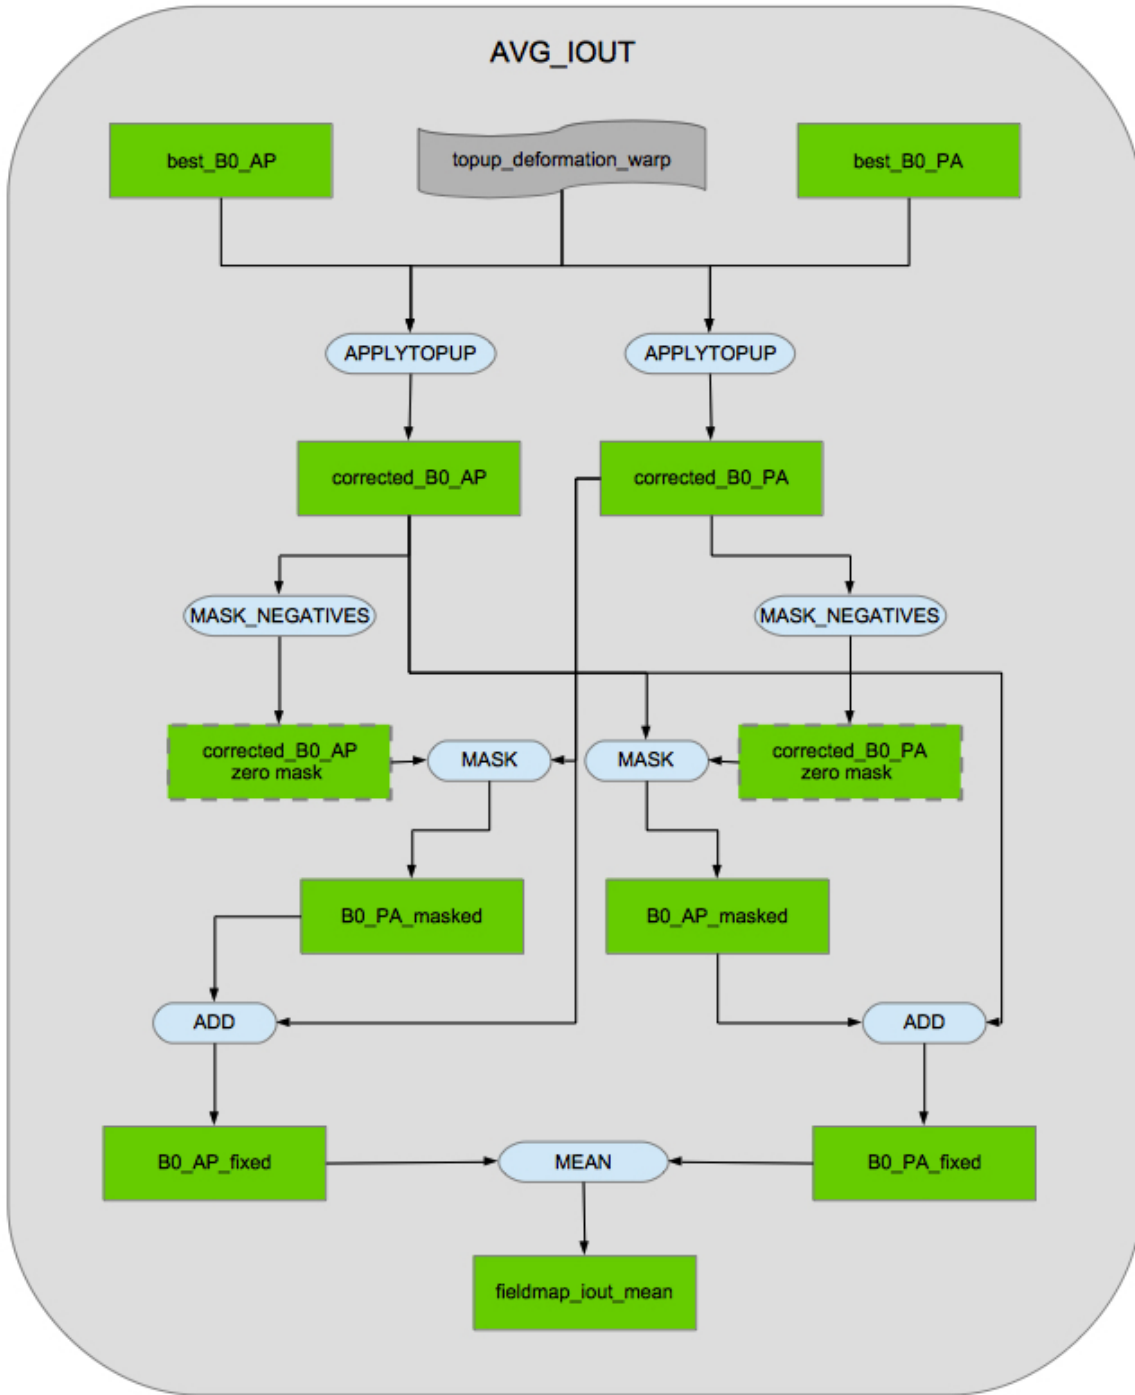 AVG_IOUT
best_B0_AP
topup_deformation_warp
best_B0_PA
APPLYTOPUP
APPLYTOPUP
corrected_B0_AP
corrected_B0_PA
MASK_NEGATIVES
MASK_NEGATIVES
corrected_B0_AP
zero mask
MASK
MASK
corrected_B0_PA
zero mask
B0_PA_masked
B0_AP_masked
ADD
ADD
B0_AP_fixed
MEAN
B0_PA_fixed
fieldmap_iout_mean